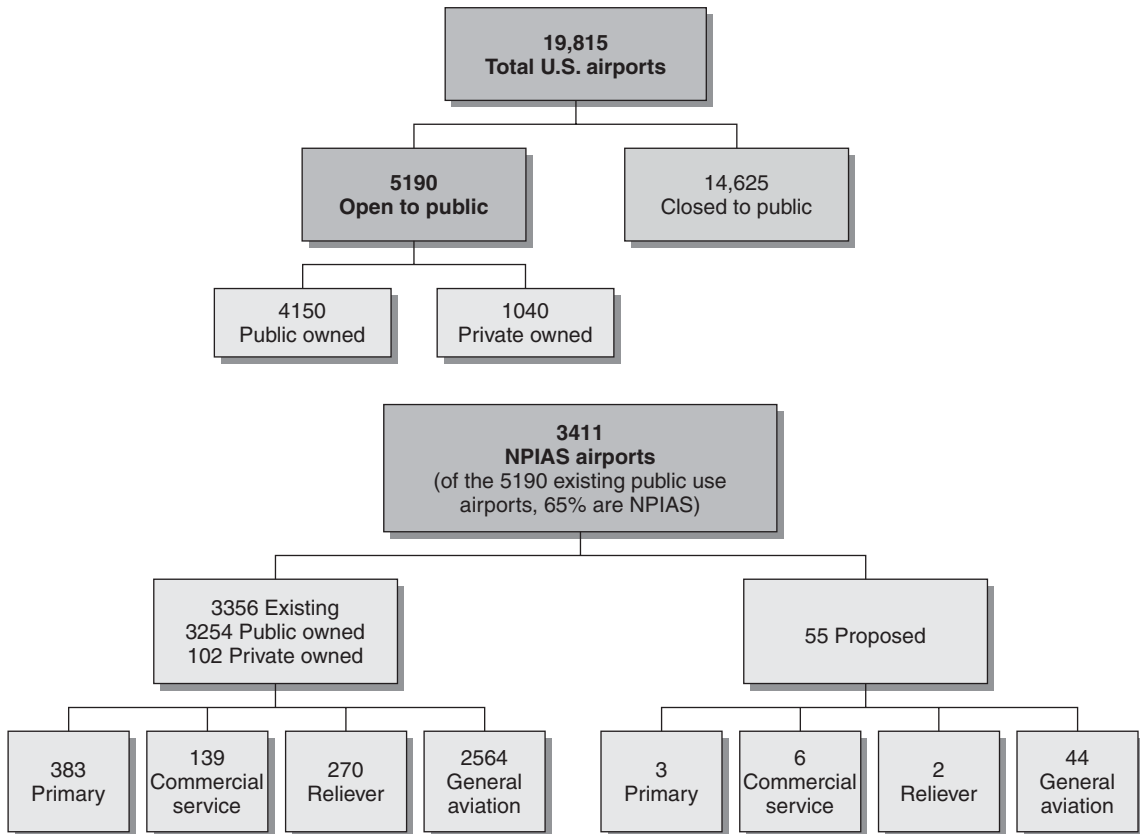 19,815
Total U.S. airports
5190
Open to public
14,625
Closed to public
4150
Public owned
1040
Private owned
3411
NPIAS airports
(of the 5190 existing public use
airports, 65% are NPIAS)
3356 Existing
3254 Public owned
102 Private owned
55 Proposed
383
Primary
139
Commercial
service
270
Reliever
2564
General
aviation
3
Primary
6
Commercial
service
2
Reliever
44
General
aviation